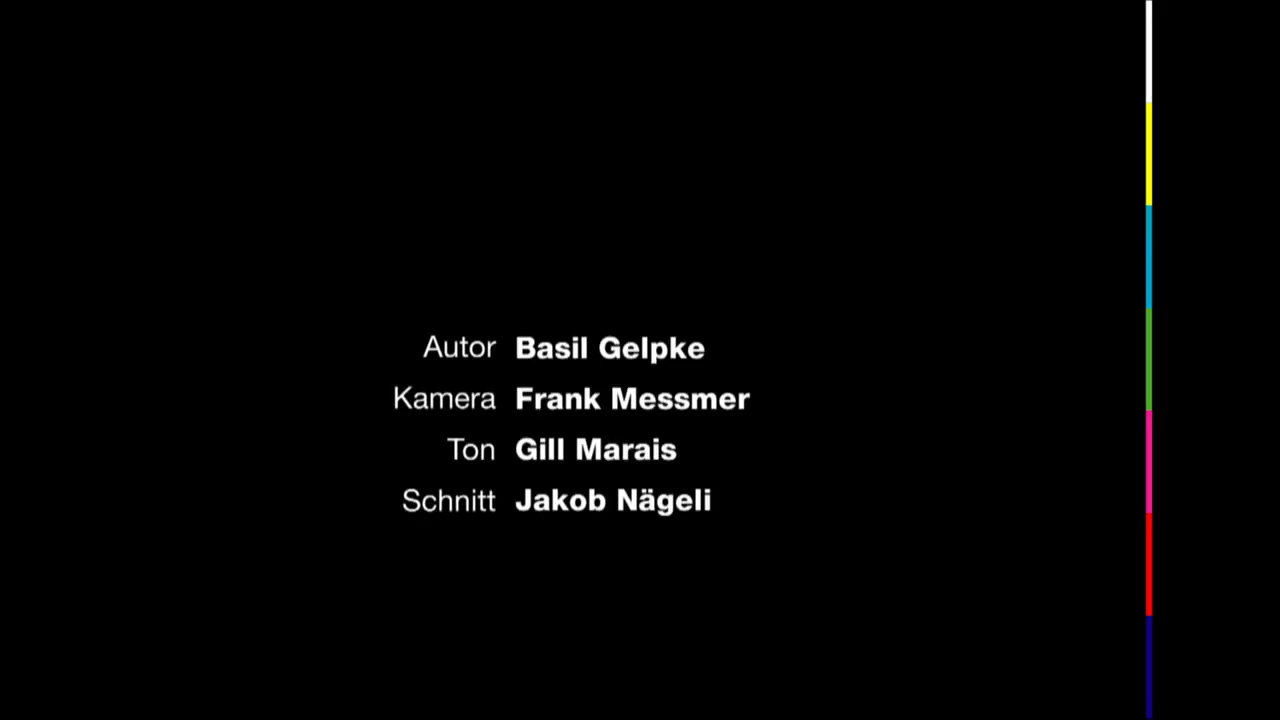 Autor Basil Gelpke
Kamera Frank Messmer
Ton Gill Marais
Schnitt Jakob Nägeli